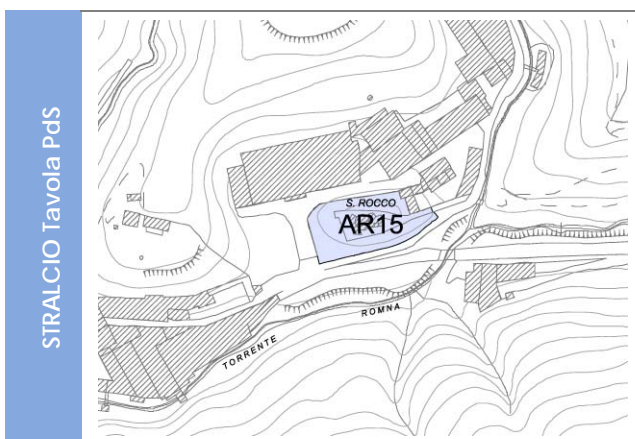 STRALCIO Tavola PdS
S. ROCCO
AR15
TORRENTE ROMNA